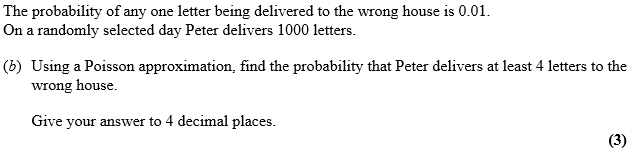 The probability of any one letter being delivered to the wrong house is 0.01.
On a randomly selected day Peter delivers 1000 letters.
(b) Using a Poisson approximation, find the probability that Peter delivers at least 4 letters to the
wrong house.
Give your answer to 4 decimal places.
(3)